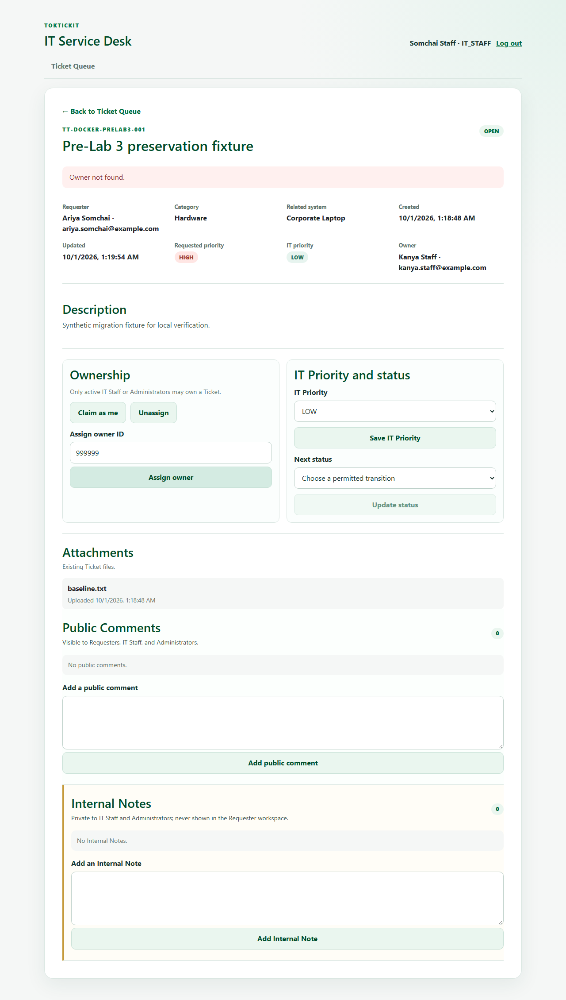 TOKTICKIT
IT Service Desk
Somchai Staff · IT_STAFF Log out
Ticket Queue
← Back to Ticket Queue
TT-DOCKER-PRELAB3-001
OPEN
Pre-Lab 3 preservation fixture
Owner not found.
Requester
Ariya Somchai ·
ariya.somchai@example.com
Category
Hardware
Related system
Corporate Laptop
Created
10/1/2026, 1:18:48 AM
Updated
10/1/2026, 1:19:54 AM
Requested priority
HIGH
IT priority
LOW
Owner
Kanya Staff ·
kanya.staff@example.com
Description
Synthetic migration fixture for local verification.
Ownership
Only active IT Staff or Administrators may own a Ticket.
Claim as me
Unassign
Assign owner ID
999999
Assign owner
IT Priority and status
IT Priority
LOW
Save IT Priority
Next status
Choose a permitted transition
Update status
Attachments
Existing Ticket files.
baseline.txt
Uploaded 10/1/2026, 1:18:48 AM
Public Comments
0
Visible to Requesters, IT Staff, and Administrators.
No public comments.
Add a public comment
Add public comment
Internal Notes
0
Private to IT Staff and Administrators; never shown in the Requester workspace.
No Internal Notes.
Add an Internal Note
Add Internal Note